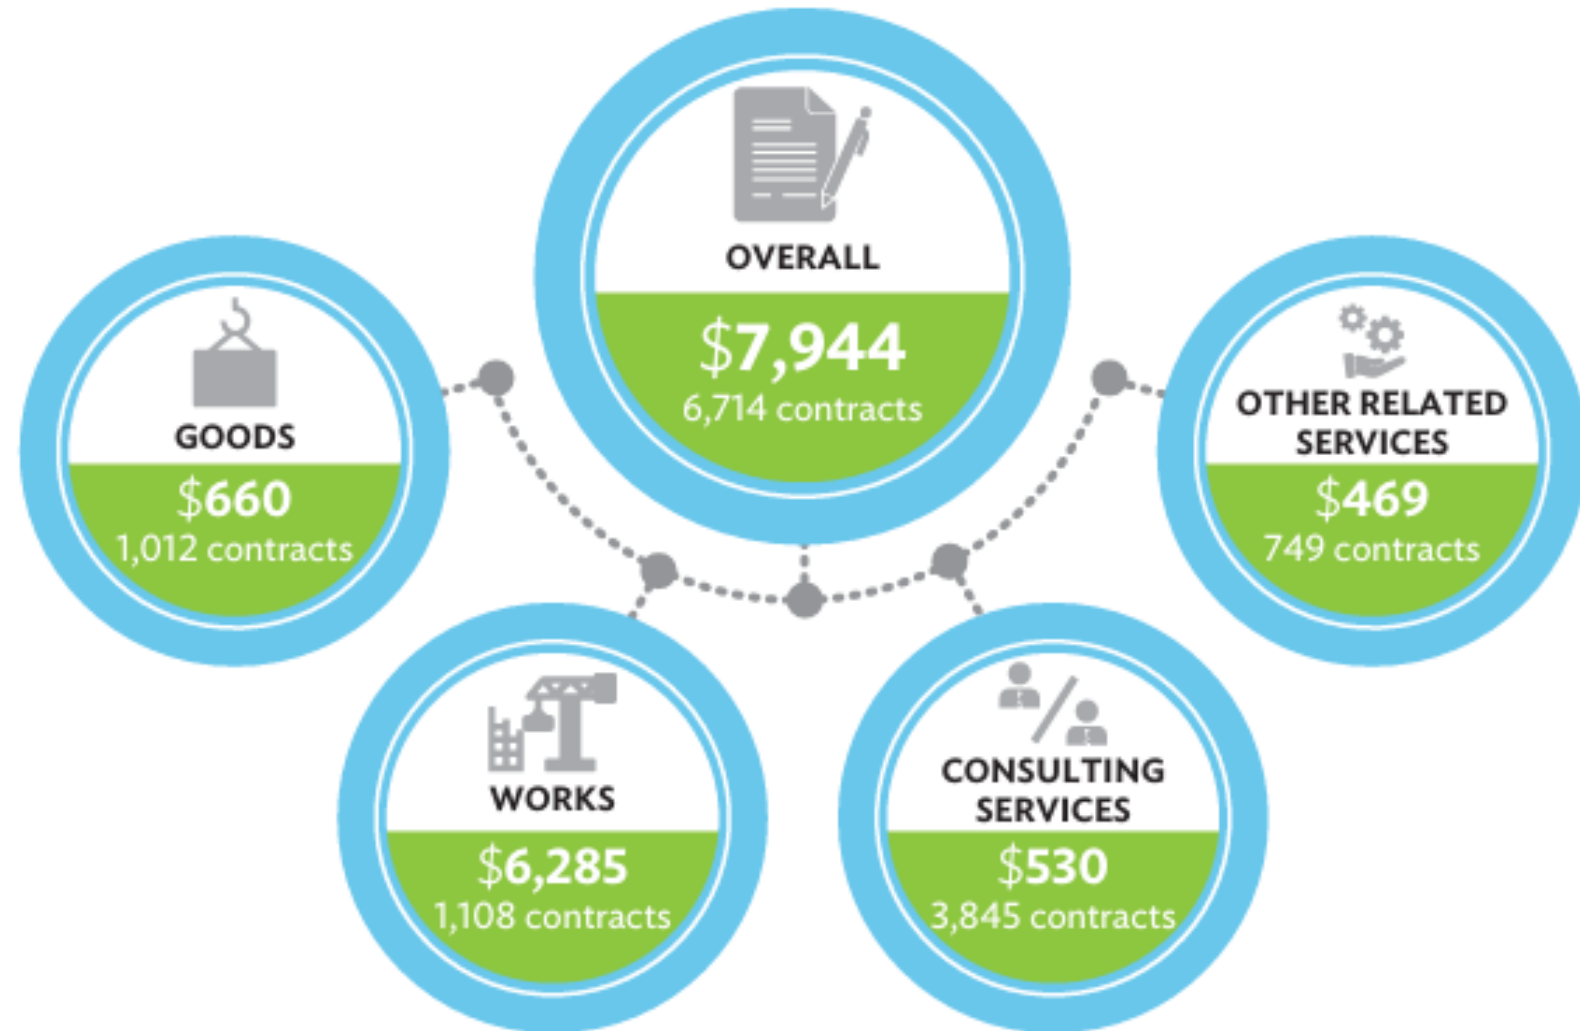 OVERALL
$7,944
6,714 contracts
GOODS
$660
1,012 contracts
OTHER RELATED
SERVICES
$469
749 contracts
WORKS
$6,285
1,108 contracts
CONSULTING
SERVICES
$530
3,845 contracts